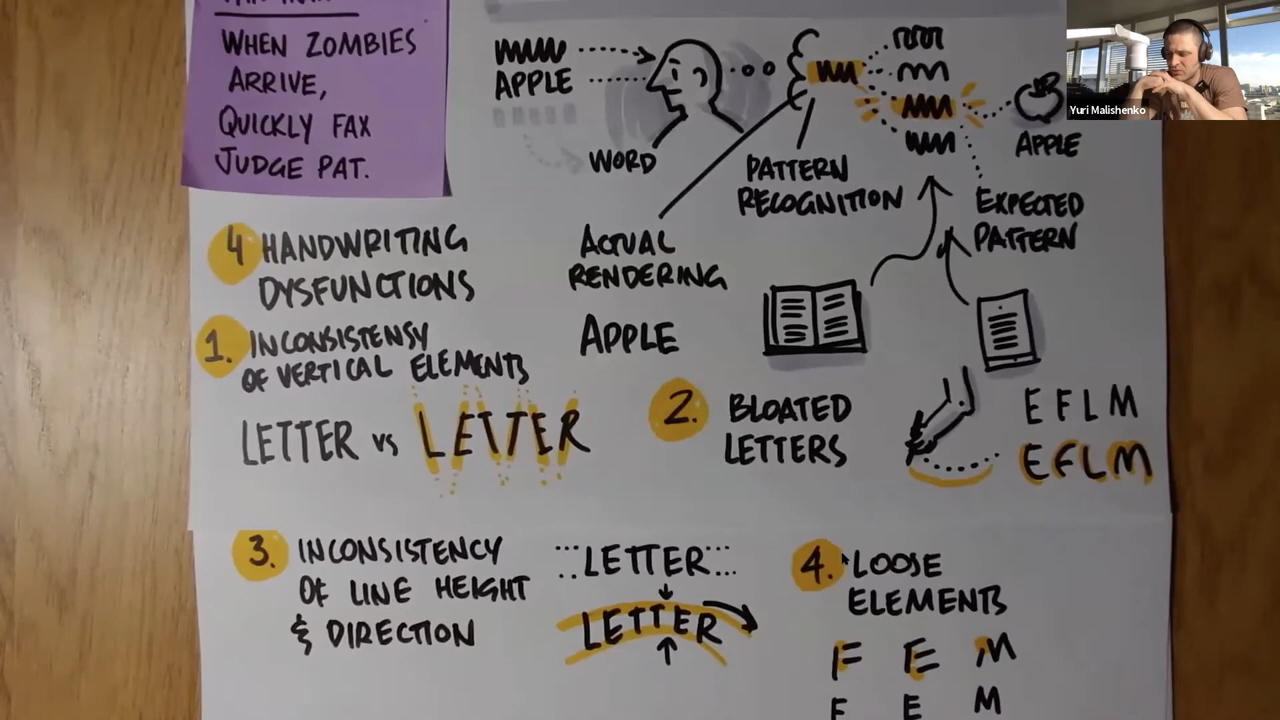 WHEN ZOMBIES
ARRIVE,
QUICKLY FAX
JUDGE PAT.
APPLE
WORD
PATTERN
RECOGNITION
APPLE
EXPECTED
PATTERN
ACTUAL
RENDERING
APPLE
4 HANDWRITING
DYSFUNCTIONS
1. INCONSISTENSY
OF VERTICAL ELEMENTS
LETTER vs LETTER
2. BLOATED
LETTERS
E F L M
E F L M
3. INCONSISTENCY
OF LINE HEIGHT
& DIRECTION
LETTER
LETTER
4. LOOSE
ELEMENTS
F E M
F E M
Yuri Malishenko